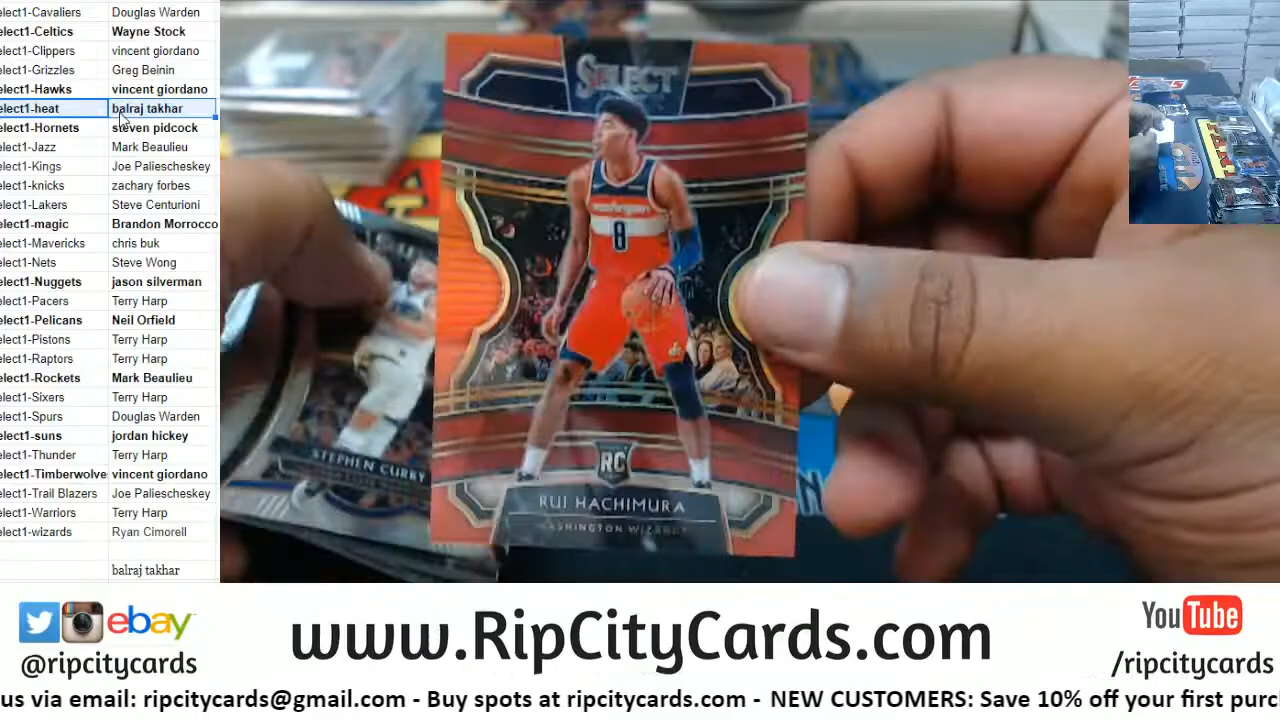 elect1-Cavaliers Douglas Warden
elect1-Celtics Wayne Stock
elect1-Clippers vincent giordano
elect1-Grizzles Greg Beinin
elect1-Hawks vincent giordano
elect1-heat balraj takhar
elect1-Hornets steven pidcock
elect1-Jazz Mark Beaulieu
elect1-Kings Joe Paliescheskey
elect1-knicks zachary forbes
elect1-Lakers Steve Centurioni
elect1-magic Brandon Morrocco
elect1-Mavericks chris buk
elect1-Nets Steve Wong
elect1-Nuggets jason silverman
elect1-Pacers Terry Harp
elect1-Pelicans Neil Orfield
elect1-Pistons Terry Harp
elect1-Raptors Terry Harp
elect1-Rockets Mark Beaulieu
elect1-Sixers Terry Harp
elect1-Spurs Douglas Warden
elect1-suns jordan hickey
elect1-Thunder Terry Harp
elect1-Timberwolve vincent giordano
elect1-Trail Blazers Joe Paliescheskey
elect1-Warriors Terry Harp
elect1-wizards Ryan Cimorell
balraj takhar
SELECT
Washington
8
RC
RUI HACHIMURA
WASHINGTON WIZARDS
STEPHEN CURRY
ebay
@ripcitycards
www.RipCityCards.com
YouTube
/ripcitycards
us via email: ripcitycards@gmail.com - Buy spots at ripcitycards.com - NEW CUSTOMERS: Save 10% off your first purc